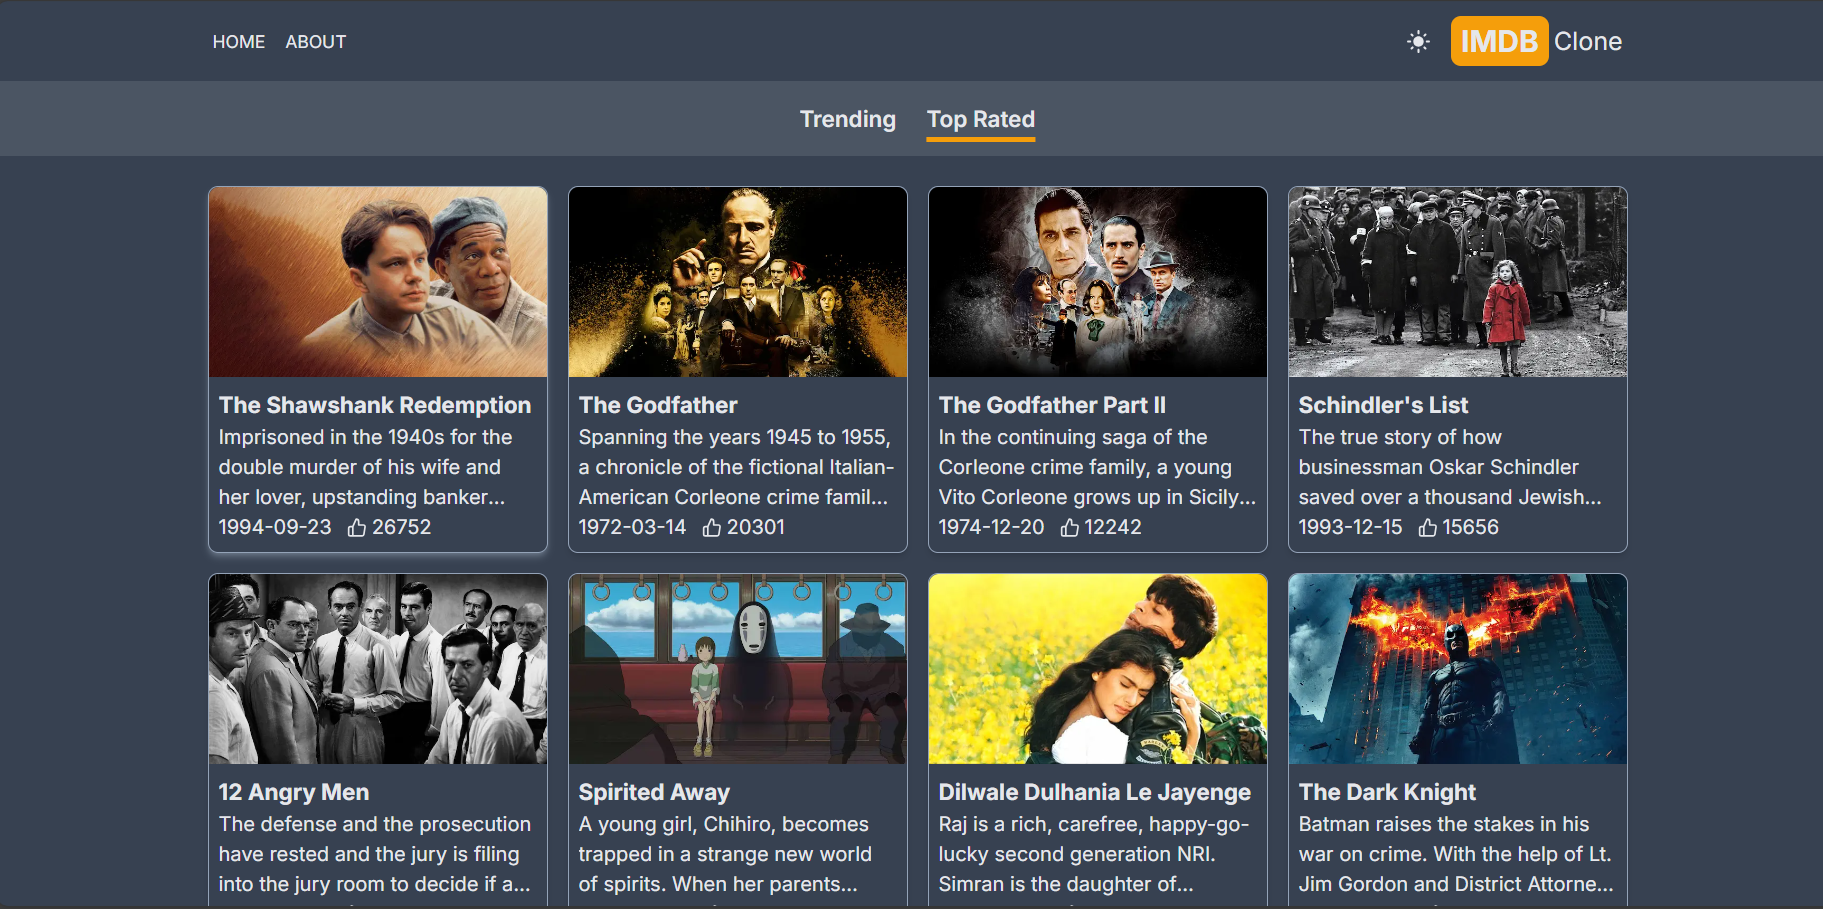 HOME ABOUT
IMDB Clone
Trending Top Rated
The Shawshank Redemption
Imprisoned in the 1940s for the
double murder of his wife and
her lover, upstanding banker...
1994-09-23 26752
The Godfather
Spanning the years 1945 to 1955,
a chronicle of the fictional Italian-
American Corleone crime famil...
1972-03-14 20301
The Godfather Part II
In the continuing saga of the
Corleone crime family, a young
Vito Corleone grows up in Sicily...
1974-12-20 12242
Schindler's List
The true story of how
businessman Oskar Schindler
saved over a thousand Jewish...
1993-12-15 15656
12 Angry Men
The defense and the prosecution
have rested and the jury is filing
into the jury room to decide if a...
Spirited Away
A young girl, Chihiro, becomes
trapped in a strange new world
of spirits. When her parents...
Dilwale Dulhania Le Jayenge
Raj is a rich, carefree, happy-go-
lucky second generation NRI.
Simran is the daughter of...
The Dark Knight
Batman raises the stakes in his
war on crime. With the help of Lt.
Jim Gordon and District Attorne...